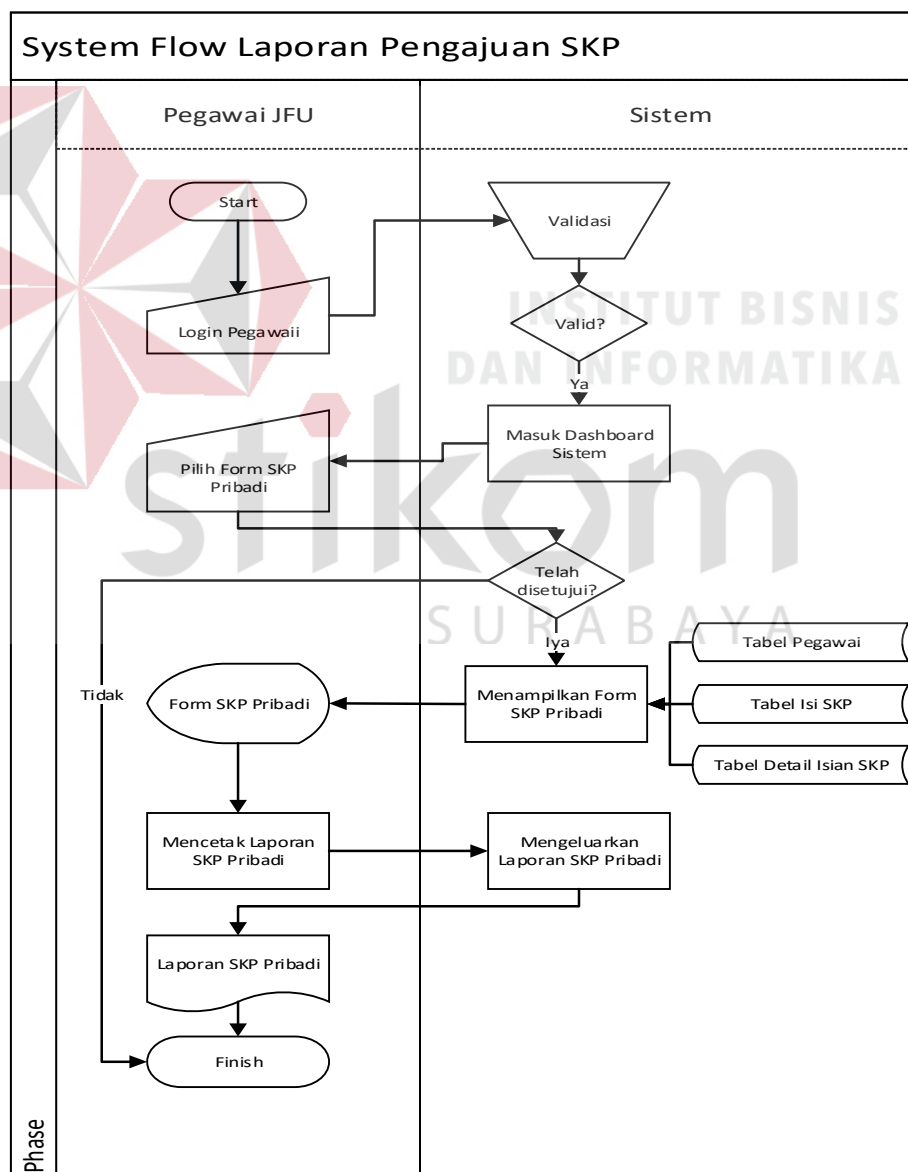 System Flow Laporan Pengajuan SKP
Pegawai JFU
Sistem
Start
Validasi
Login Pegawaii
Valid?
INSTITUT BISNIS
DAN INFORMATIKA
Ya
Masuk Dashboard
Sistem
Pilih Form SKP
Pribadi
stikom
SURABAYA
Telah
disetujui?
Iya
Tidak
Tabel Pegawai
Form SKP Pribadi
Menampilkan Form
SKP Pribadi
Tabel Isi SKP
Tabel Detail Isian SKP
Mencetak Laporan
SKP Pribadi
Mengeluarkan
Laporan SKP Pribadi
Laporan SKP Pribadi
Finish
Phase